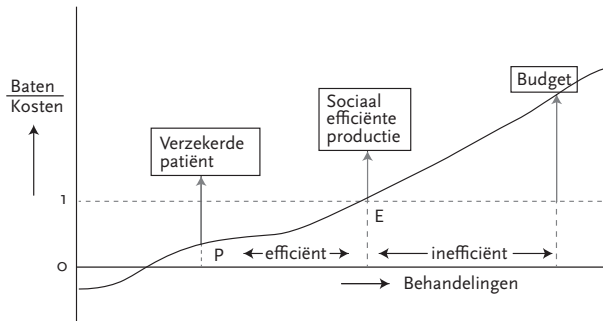 Baten
Kosten
Budget
Sociaal
efficiënte
productie
Verzekerde
patiënt
1
E
P
efficiënt
inefficiënt
0
Behandelingen